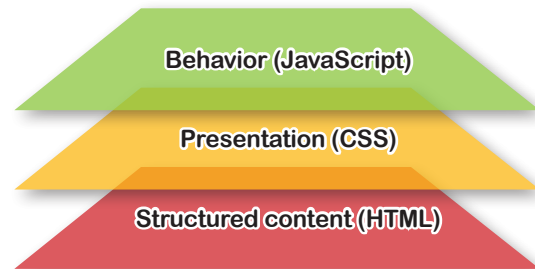 Behavior (JavaScript)
Presentation (CSS)
Structured content (HTML)